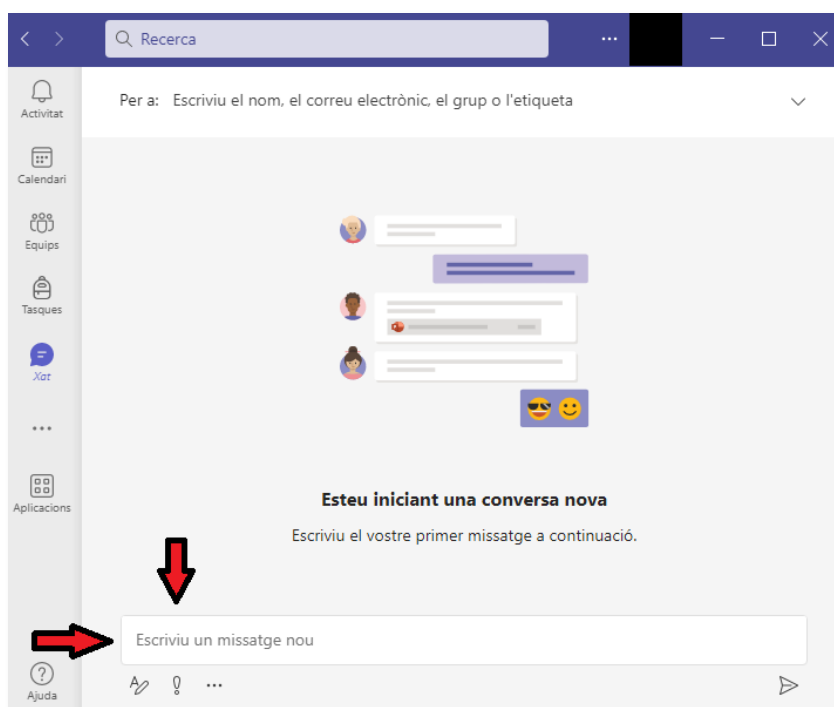 Recerca
Activitat
Per a: Escriviu el nom, el correu electrònic, el grup o l'etiqueta
Calendari
Equips
Tasques
Xat
Aplicacions
Esteu iniciant una conversa nova
Escriviu el vostre primer missatge a continuació.
Escriviu un missatge nou
Ajuda